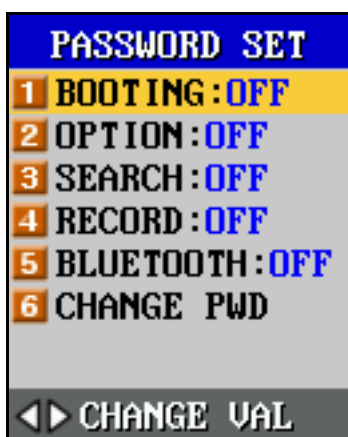 PASSWORD SET
1 BOOTING:OFF
2 OPTION:OFF
3 SEARCH:OFF
4 RECORD:OFF
5 BLUETOOTH:OFF
6 CHANGE PWD
CHANGE VAL